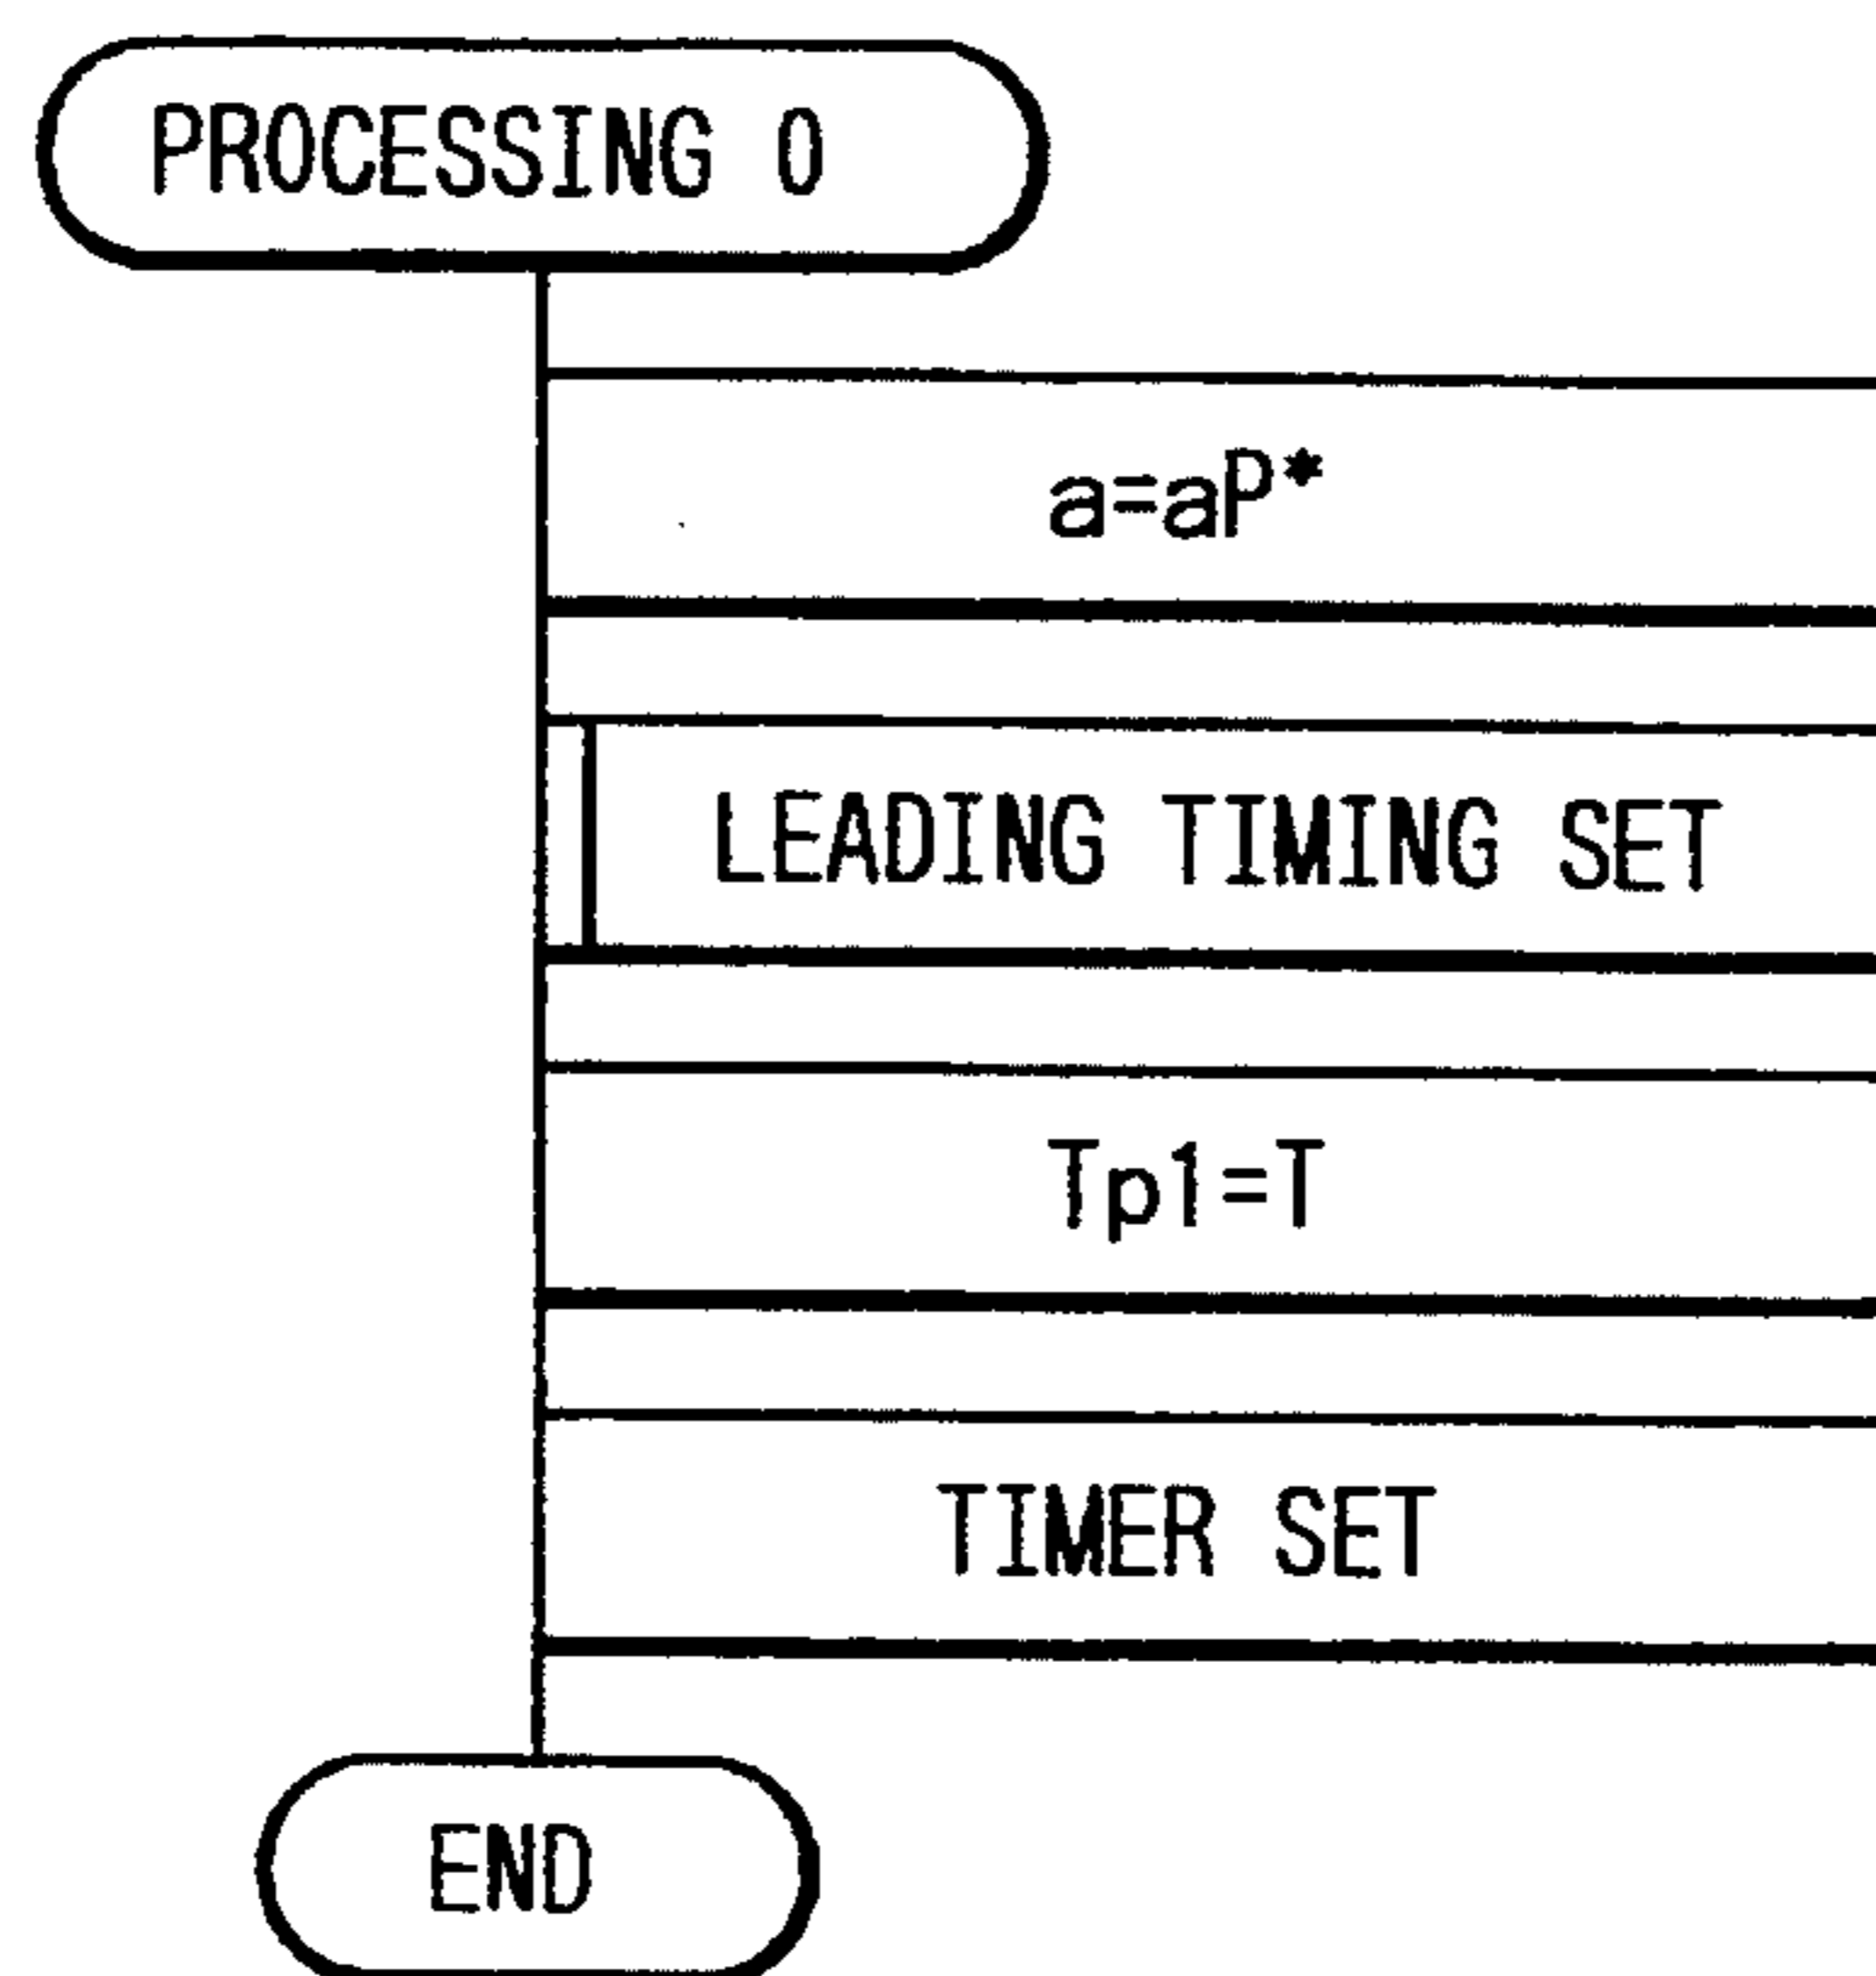 PROCESSING 0
a=aP*
LEADING TIMING SET
Tp1=T
TIMER SET
END